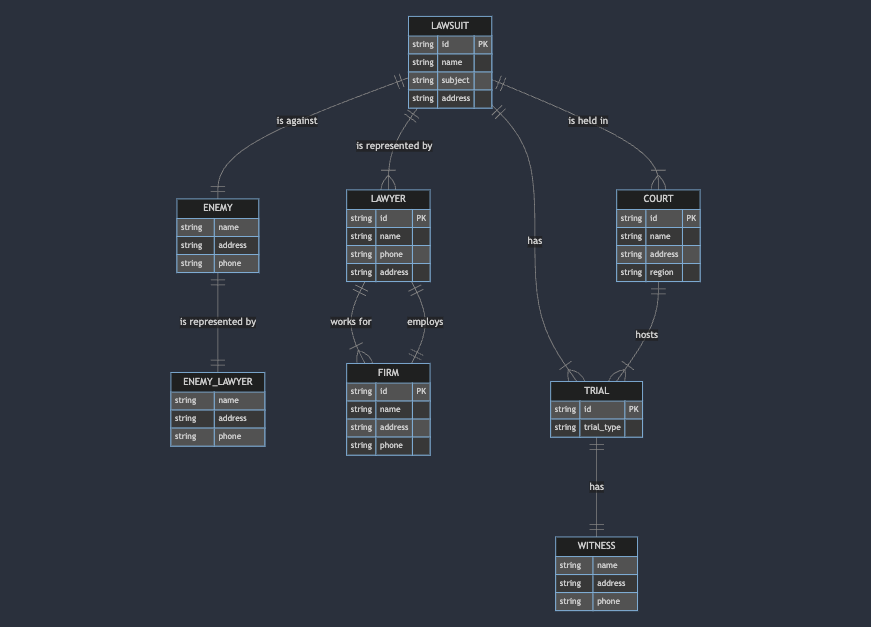 LAWSUIT
string id PK
string name
string subject
string address
is against
is represented by
has
is held in
ENEMY
string name
string address
string phone
LAWYER
string id PK
string name
string phone
string address
COURT
string id PK
string name
string address
string region
is represented by
works for
employs
hosts
ENEMY_LAWYER
string name
string address
string phone
FIRM
string id PK
string name
string address
string phone
TRIAL
string id PK
string trial_type
has
WITNESS
string name
string address
string phone